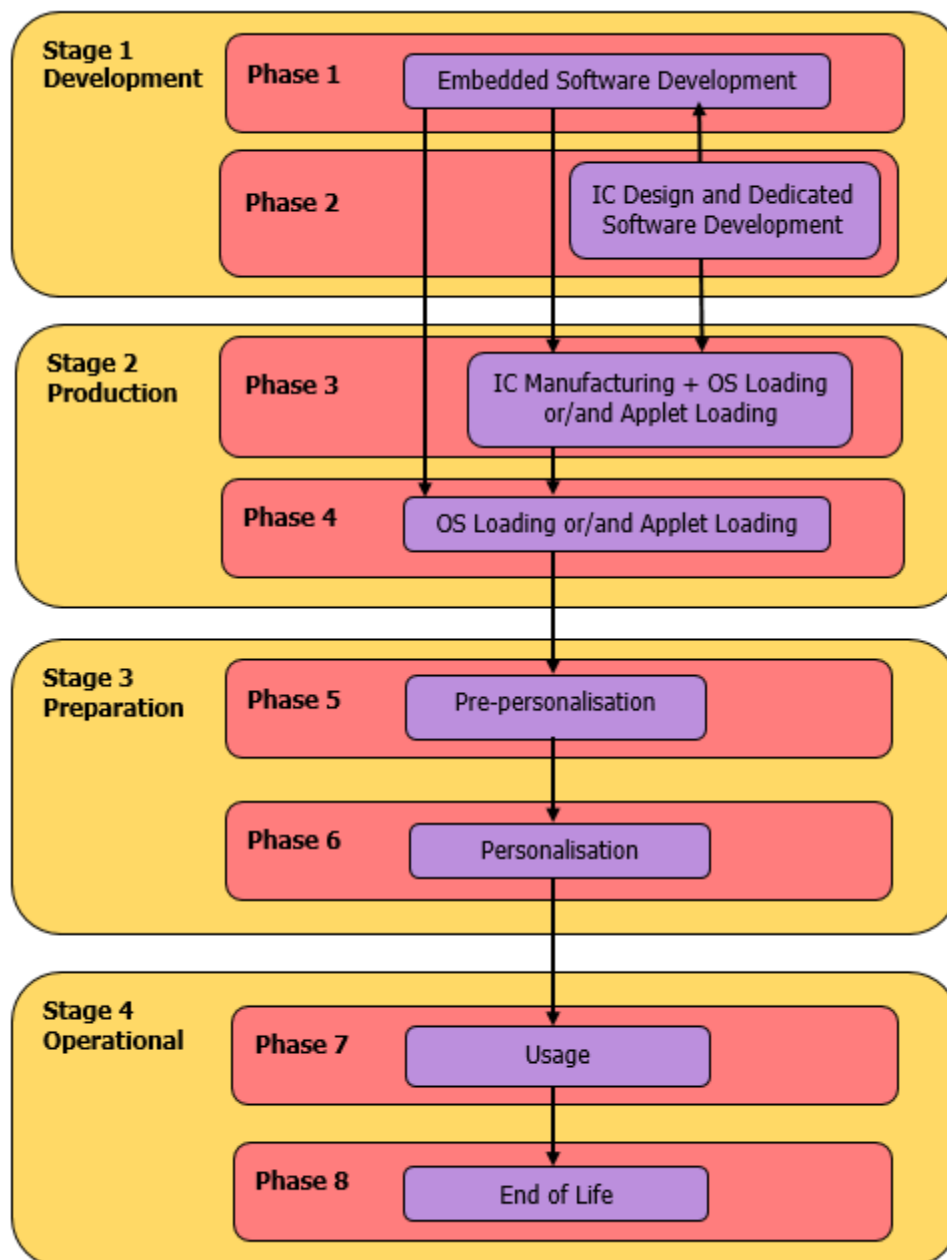 Stage 1
Development
Phase 1
Embedded Software Development
Phase 2
IC Design and Dedicated
Software Development
Stage 2
Production
Phase 3
IC Manufacturing + OS Loading
or/and Applet Loading
Phase 4
OS Loading or/and Applet Loading
Stage 3
Preparation
Phase 5
Pre-personalisation
Phase 6
Personalisation
Stage 4
Operational
Phase 7
Usage
Phase 8
End of Life